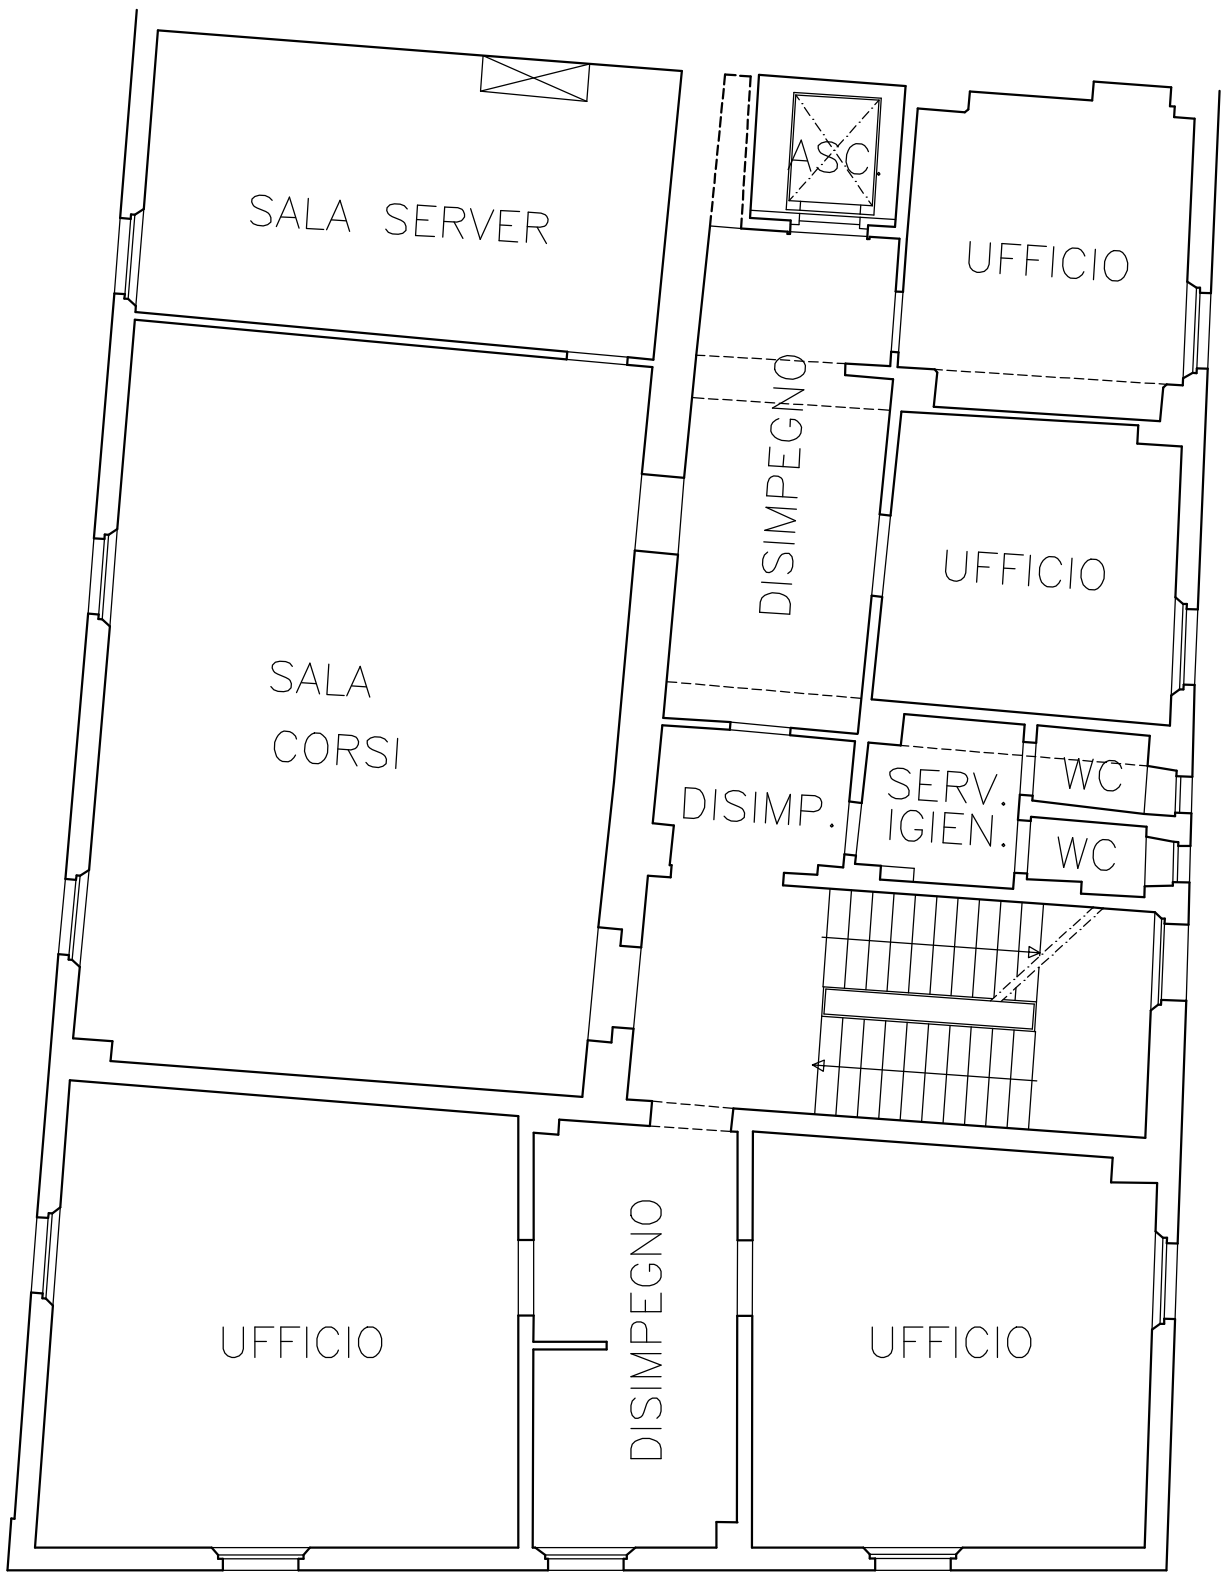 ASC.
SALA SERVER
UFFICIO
DISIMPEGNO
UFFICIO
SALA
CORSI
WC
SERV.
IGIEN.
DISIMP.
WC
UFFICIO
DISIMPEGNO
UFFICIO